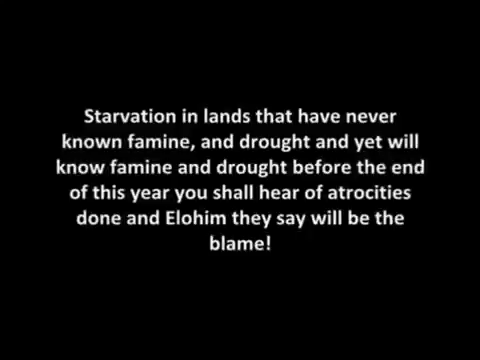 Starvation in lands that have never
known famine, and drought and yet will
know famine and drought before the end
of this year you shall hear of atrocities
done and Elohim they say will be the
blame!